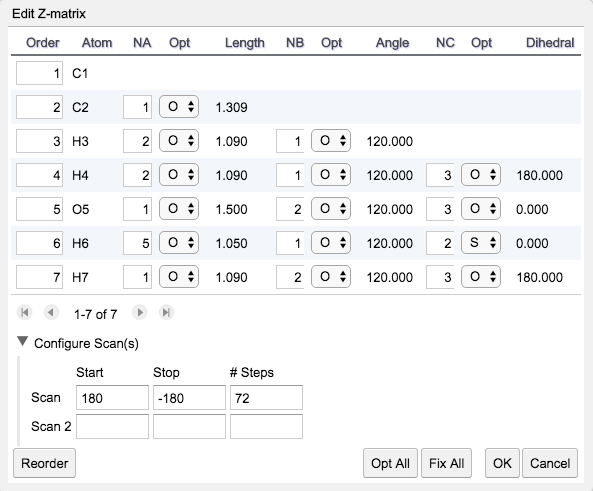 Edit Z-matrix
Order Atom NA Opt Length NB Opt Angle NC Opt Dihedral
1 C1
2 C2 1 O 1.309
3 H3 2 O 1.090 1 O 120.000
4 H4 2 O 1.090 1 O 120.000 3 O 180.000
5 O5 1 O 1.500 2 O 120.000 3 O 0.000
6 H6 5 O 1.050 1 O 120.000 2 S 0.000
7 H7 1 O 1.090 2 O 120.000 3 O 180.000
1-7 of 7
Configure Scan(s)
Start Stop # Steps
Scan 180 -180 72
Scan 2
Reorder Opt All Fix All OK Cancel